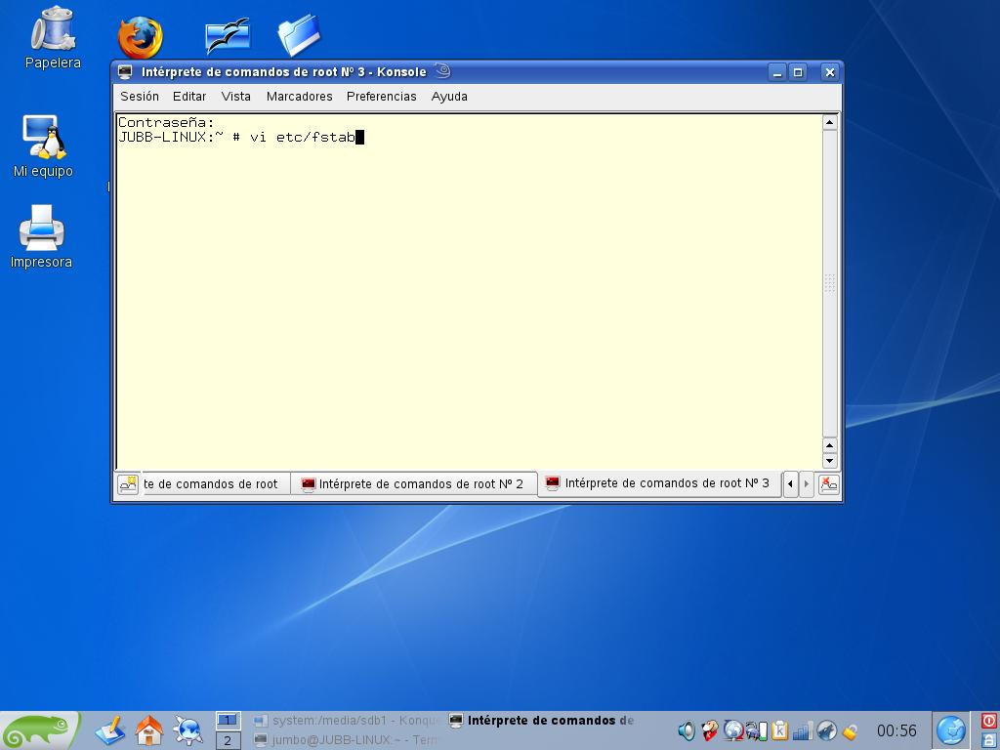 Papelera
Intérprete de comandos de root Nº 3 - Konsole
Sesión Editar Vista Marcadores Preferencias Ayuda
Contraseña:
JUBB-LINUX:~ # vi etc/fstab
Mi equipo
Impresora
te de comandos de root
Intérprete de comandos de root Nº 2
Intérprete de comandos de root Nº 3
1
2
system:/media/sdb1 - Konque
jumbo@JUBB-LINUX:~ - Term
Intérprete de comandos de
00:56